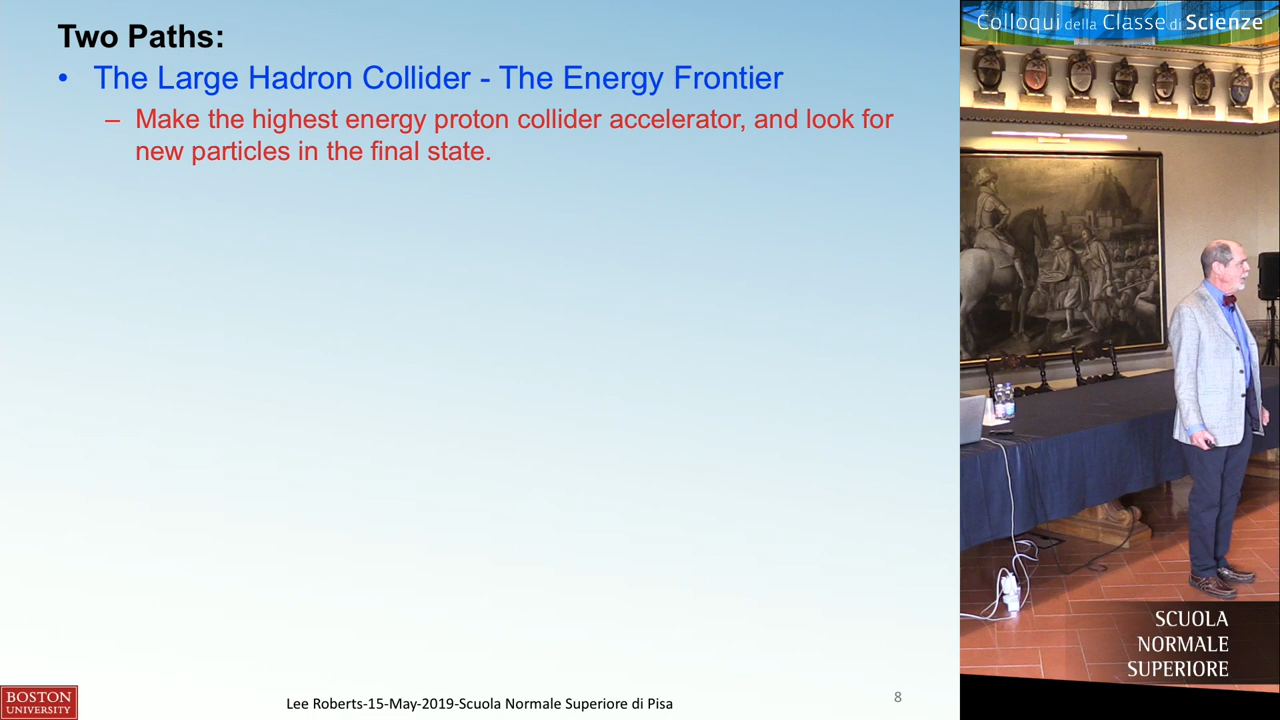 Two Paths:
• The Large Hadron Collider - The Energy Frontier
– Make the highest energy proton collider accelerator, and look for
new particles in the final state.
BOSTON
UNIVERSITY
Lee Roberts-15-May-2019-Scuola Normale Superiore di Pisa
8
Colloqui della Classe di Scienze
SCUOLA
NORMALE
SUPERIORE